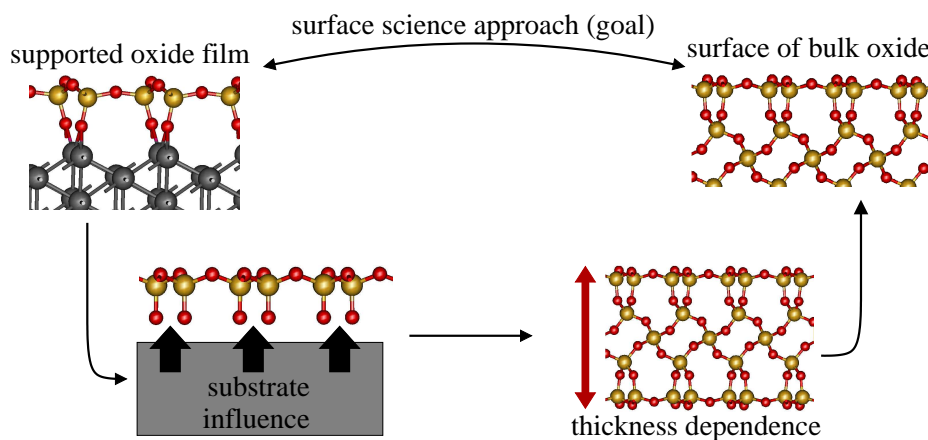 surface science approach (goal)
supported oxide film
surface of bulk oxide
substrate
influence
thickness dependence